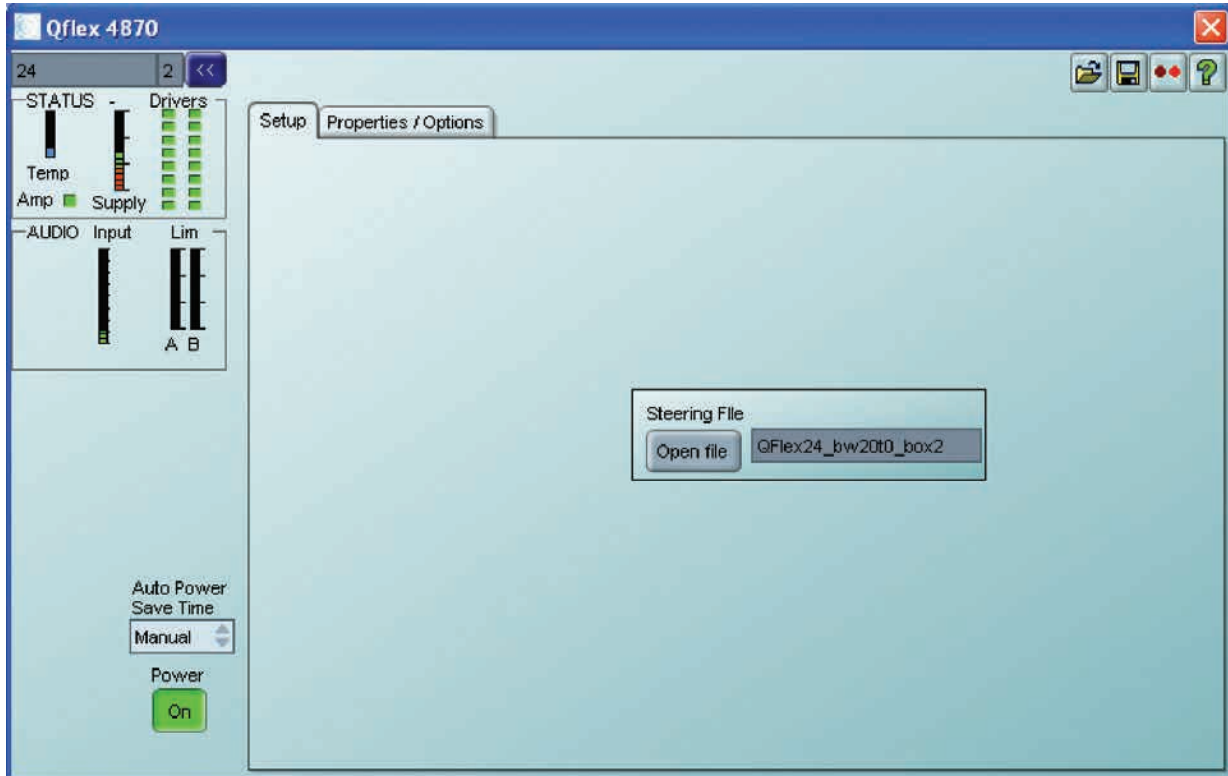 Qflex 4870
24 2 <<
STATUS - Drivers
Temp
Amp Supply
AUDIO Input Lim
A B
Setup Properties / Options
Steering FIle
Open file QFlex24_bw20t0_box2
Auto Power
Save Time
Manual
Power
On